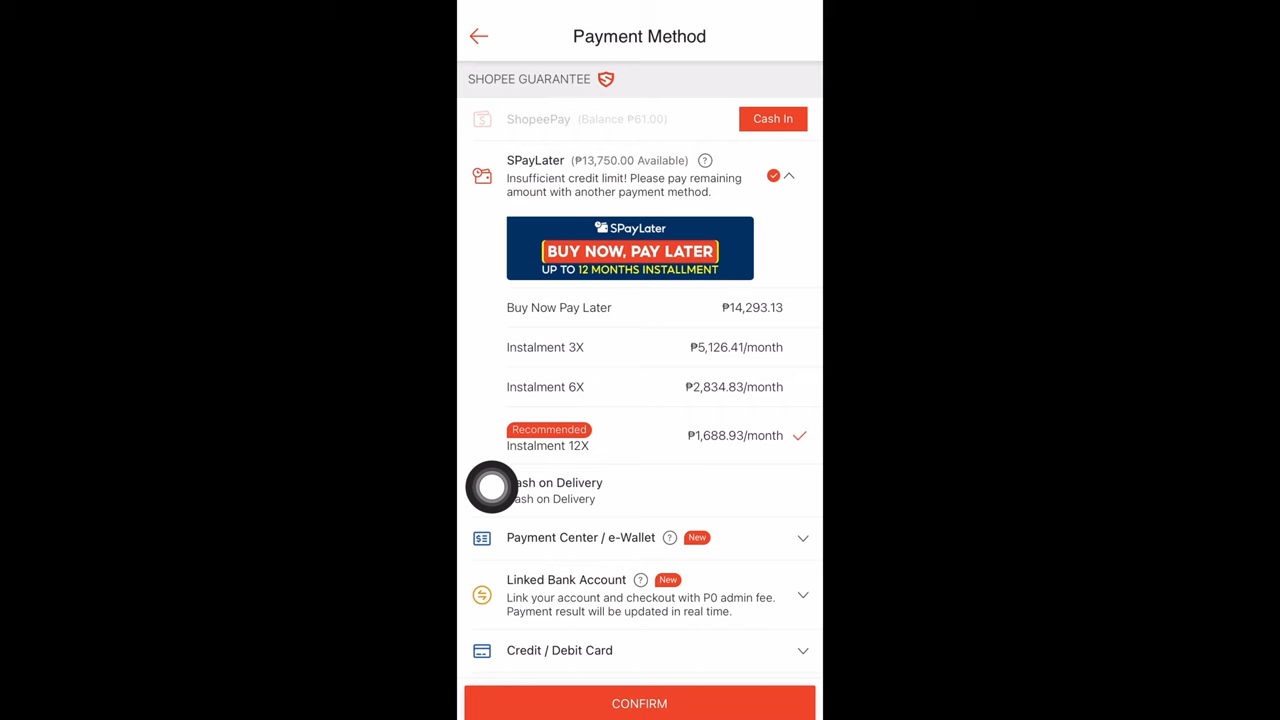 Payment Method
SHOPEE GUARANTEE
ShopeePay (Balance ₱61.00)
Cash In
SPayLater (₱13,750.00 Available) ?
Insufficient credit limit! Please pay remaining
amount with another payment method.
SPayLater
BUY NOW, PAY LATER
UP TO 12 MONTHS INSTALLMENT
Buy Now Pay Later ₱14,293.13
Instalment 3X ₱5,126.41/month
Instalment 6X ₱2,834.83/month
Recommended
Instalment 12X ₱1,688.93/month
ash on Delivery
ash on Delivery
Payment Center / e-Wallet ? New
Linked Bank Account ? New
Link your account and checkout with P0 admin fee.
Payment result will be updated in real time.
Credit / Debit Card
CONFIRM